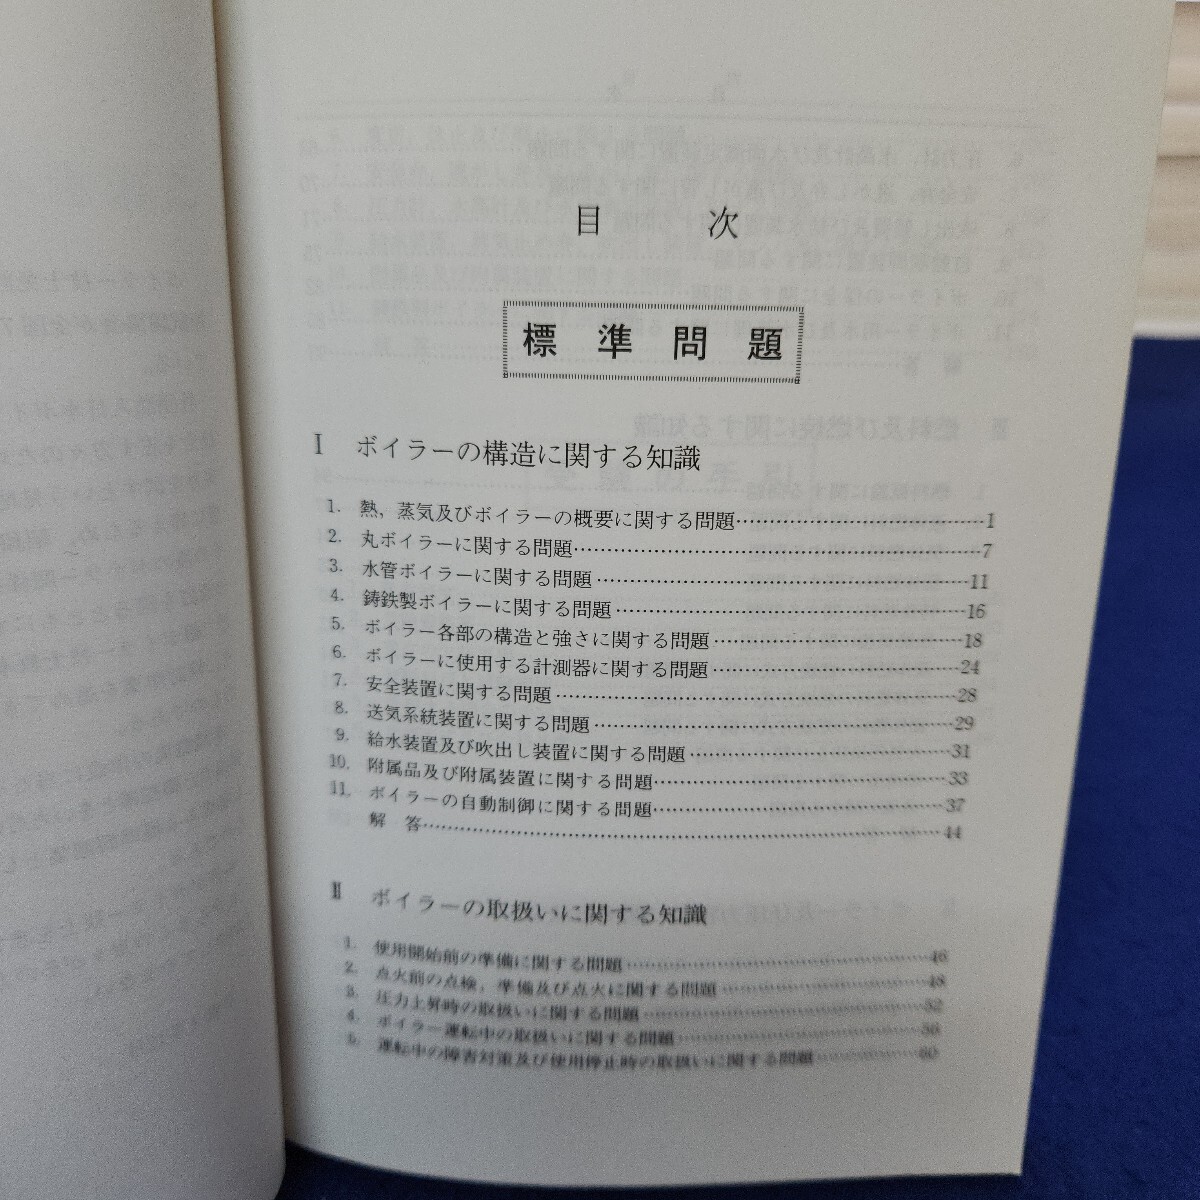 目　次
標準問題
Ⅰ　ボイラーの構造に関する知識
1. 熱，蒸気及びボイラーの概要に関する問題……………………1
2. 丸ボイラーに関する問題……………………7
3. 水管ボイラーに関する問題……………………11
4. 鋳鉄製ボイラーに関する問題……………………16
5. ボイラー各部の構造と強さに関する問題……………………18
6. ボイラーに使用する計測器に関する問題……………………24
7. 安全装置に関する問題……………………28
8. 送気系統装置に関する問題……………………29
9. 給水装置及び吹出し装置に関する問題……………………31
10. 附属品及び附属装置に関する問題……………………33
11. ボイラーの自動制御に関する問題……………………37
解　答……………………44
Ⅱ　ボイラーの取扱いに関する知識
1. 使用開始前の準備に関する問題……………………46
2. 点火前の点検，準備及び点火に関する問題……………………48
3. 圧力上昇時の取扱いに関する問題……………………52
4. ボイラー運転中の取扱いに関する問題……………………56
5. 運転中の障害対策及び使用停止時の取扱いに関する問題……………………60